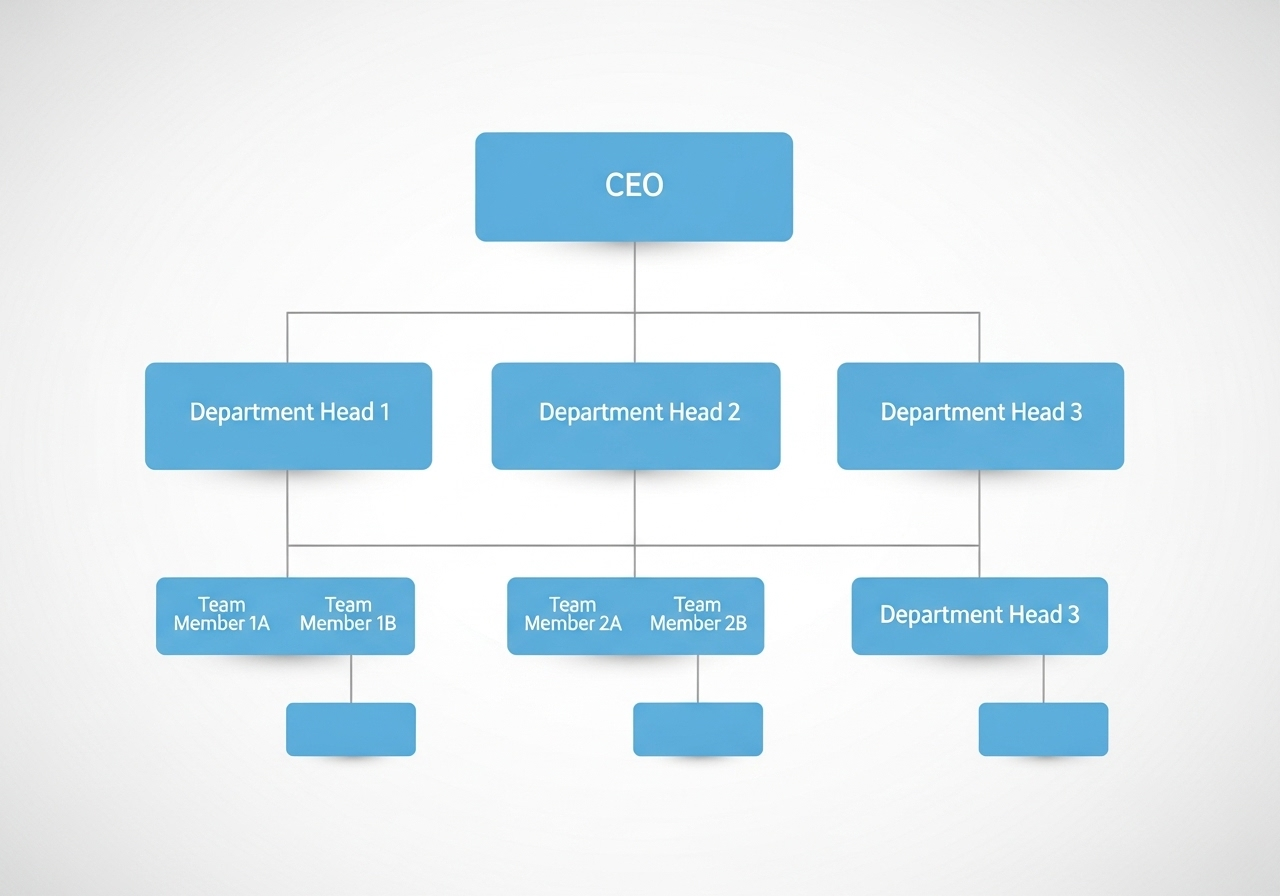 CEO
Department Head 1
Department Head 2
Department Head 3
Team
Member 1A
Team
Member 1B
Team
Member 2A
Team
Member 2B
Department Head 3